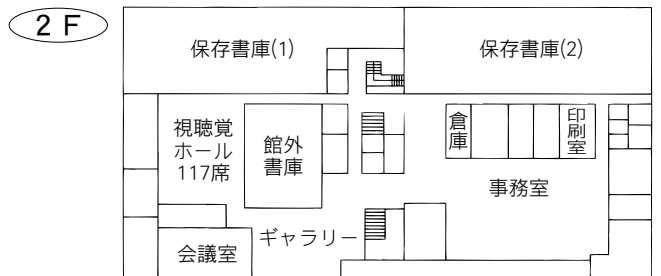 2F
保存書庫(1)
保存書庫(2)
視聴覚
ホール
117席
館外
書庫
倉庫
印刷室
事務室
ギャラリー
会議室